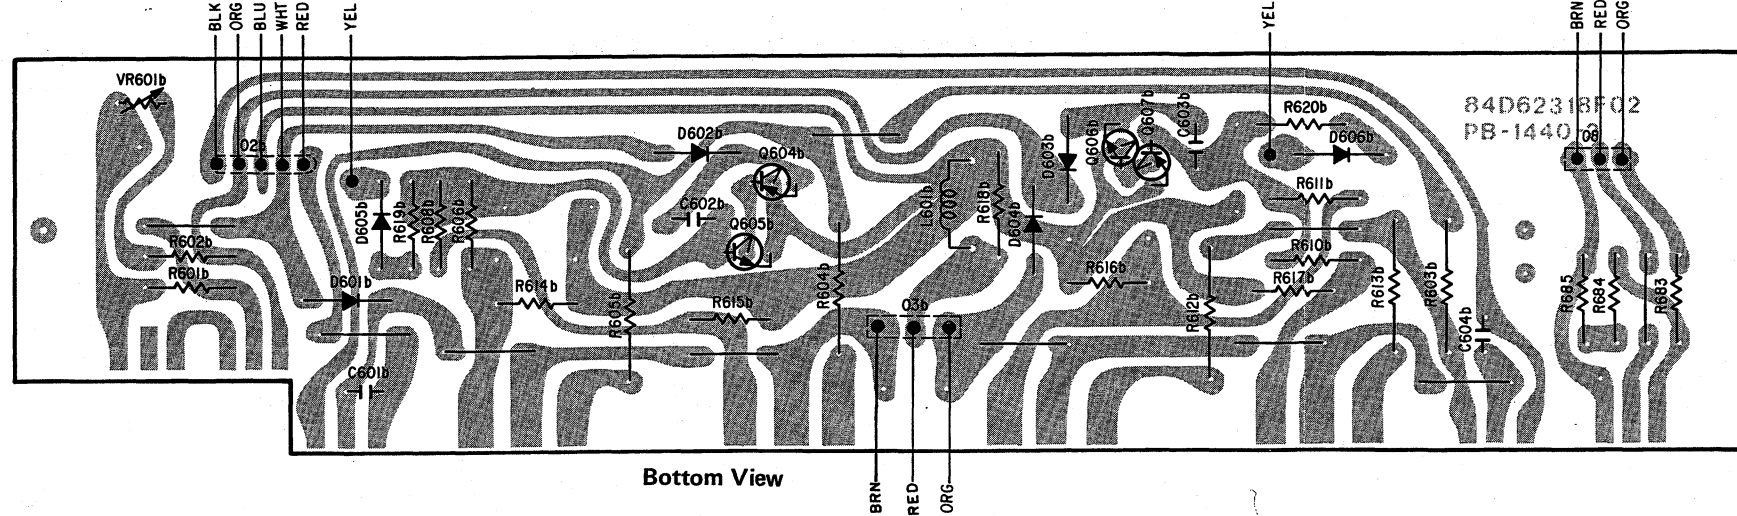 BLK
ORG
BLU
WHT
RED
YEL
YEL
BRN
RED
ORG
VR601b
84D62318F02
PB-1440-
08
R620b
D606b
Q607b
C603b
Q606b
D603b
02b
D602b
Q604b
R611b
L601b
R618b
D604b
C602b
D605b
R619b
R608b
R606b
Q605b
R602b
R601b
D601b
R614b
R615b
R604b
03b
R616b
R610b
R617b
R612b
R613b
R603b
C604b
R685
R684
R683
C601b
Bottom View
BRN
RED
ORG